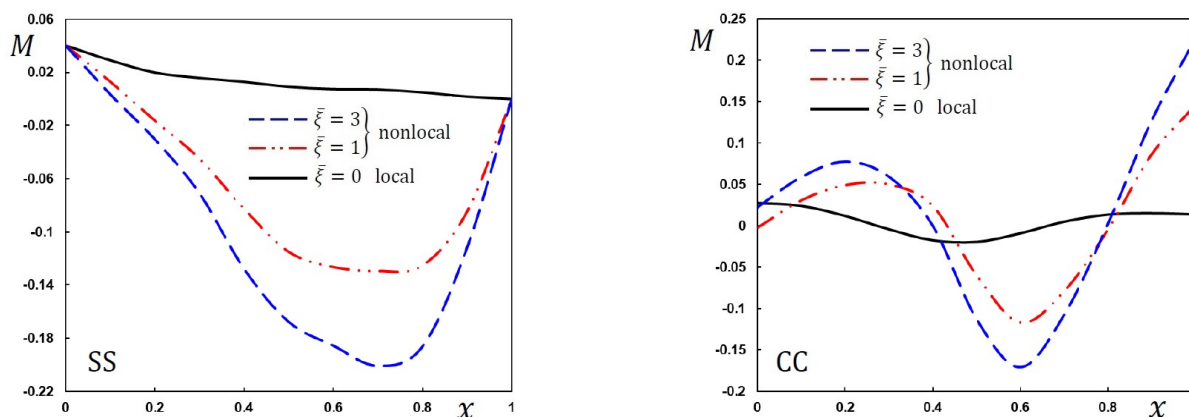 0.06
M
0.02
-0.02
-0.06
-0.1
-0.14
-0.18
-0.22
ξ̄ = 3
ξ̄ = 1
} nonlocal
ξ̄ = 0 local
SS
0 0.2 0.4 0.6 0.8 x 1
0.25
M
0.2
0.15
0.1
0.05
0
-0.05
-0.1
-0.15
-0.2
ξ̄ = 3
ξ̄ = 1
} nonlocal
ξ̄ = 0 local
CC
0 0.2 0.4 0.6 0.8 x 1